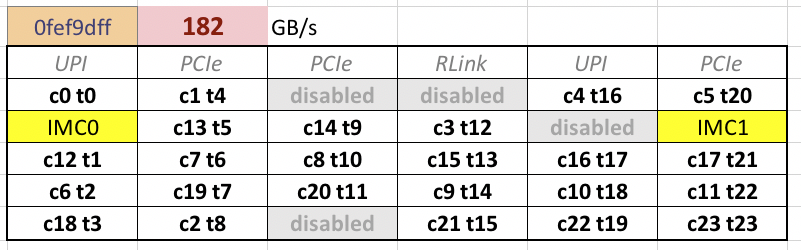 0fef9dff 182 GB/s
UPI PCIe PCIe RLink UPI PCIe
c0 t0 c1 t4 disabled disabled c4 t16 c5 t20
IMC0 c13 t5 c14 t9 c3 t12 disabled IMC1
c12 t1 c7 t6 c8 t10 c15 t13 c16 t17 c17 t21
c6 t2 c19 t7 c20 t11 c9 t14 c10 t18 c11 t22
c18 t3 c2 t8 disabled c21 t15 c22 t19 c23 t23